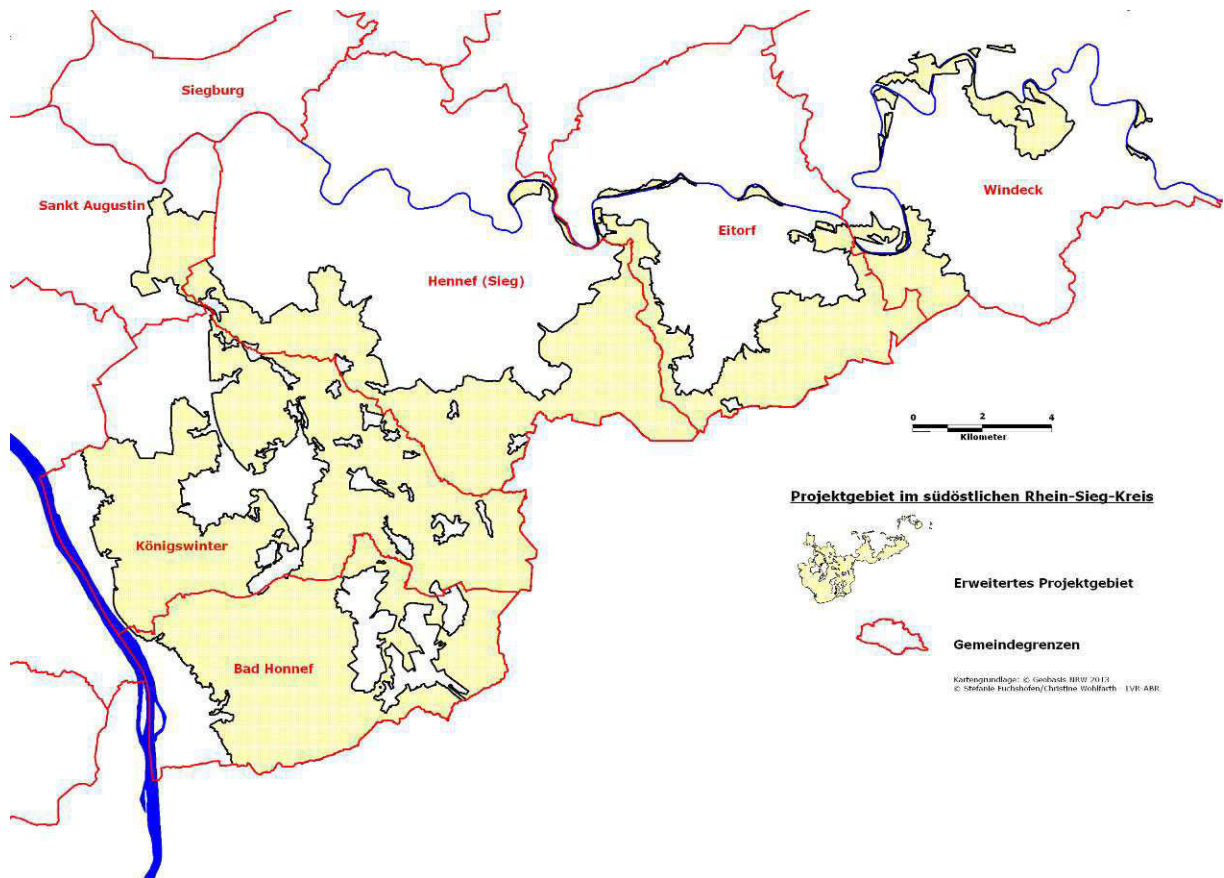 Siegburg
Sankt Augustin
Windeck
Eitorf
Hennef (Sieg)
0 2 4
Kilometer
Projektgebiet im südöstlichen Rhein-Sieg-Kreis
Königswinter
Erweitertes Projektgebiet
Gemeindegrenzen
Bad Honnef
Kartengrundlage: © Geobasis NRW 2013
© Stefanie Fuchshofen/Christine Wohlfarth LVR-ABR